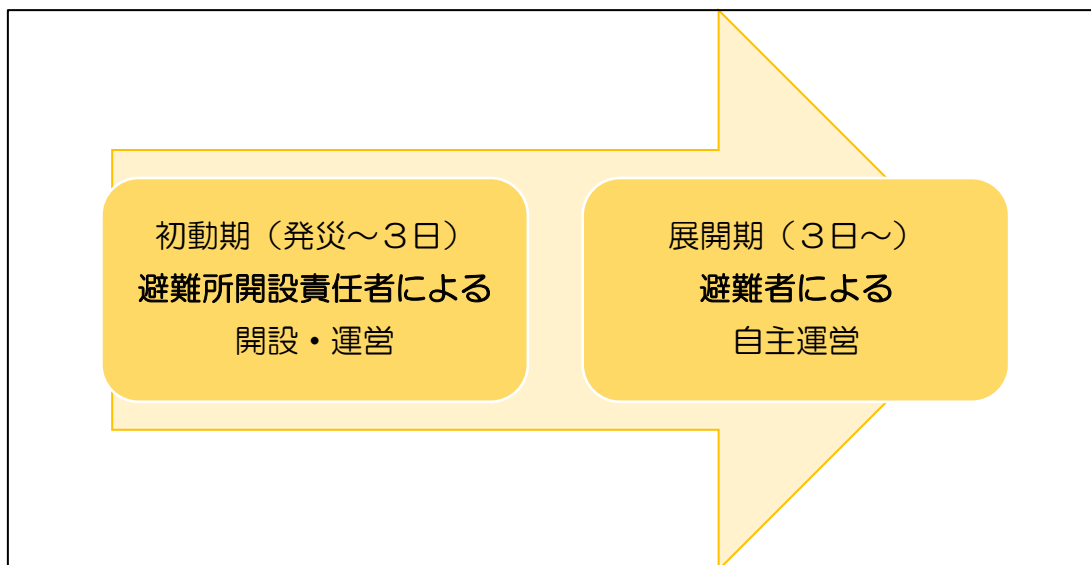 初動期（発災～３日）
避難所開設責任者による
開設・運営
展開期（３日～）
避難者による
自主運営